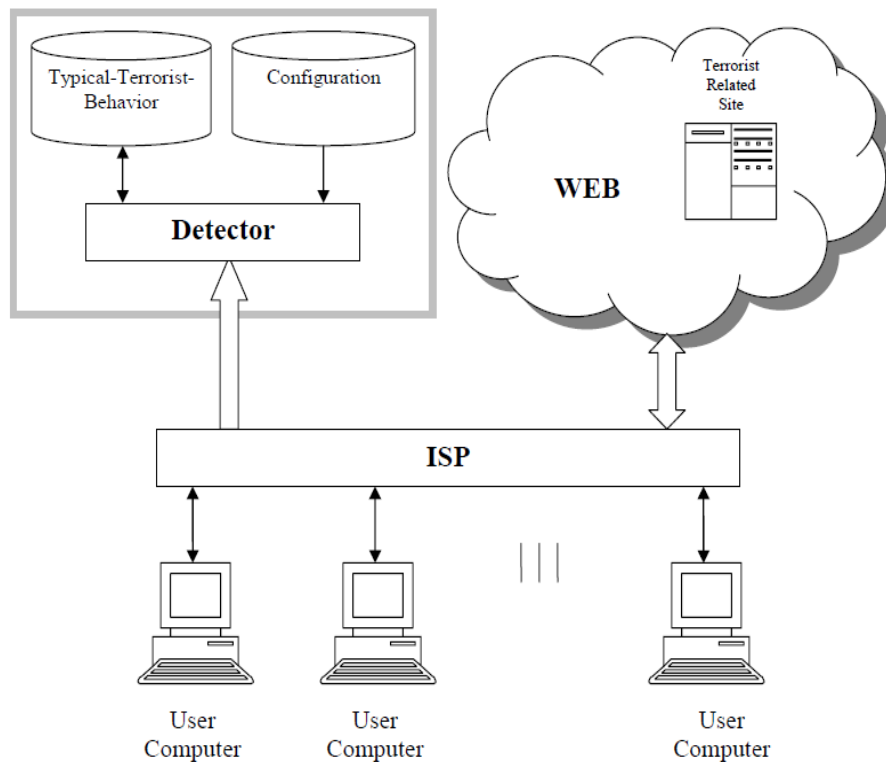 Typical-Terrorist-
Behavior
Configuration
Detector
Terrorist
Related
Site
WEB
ISP
User
Computer
User
Computer
User
Computer